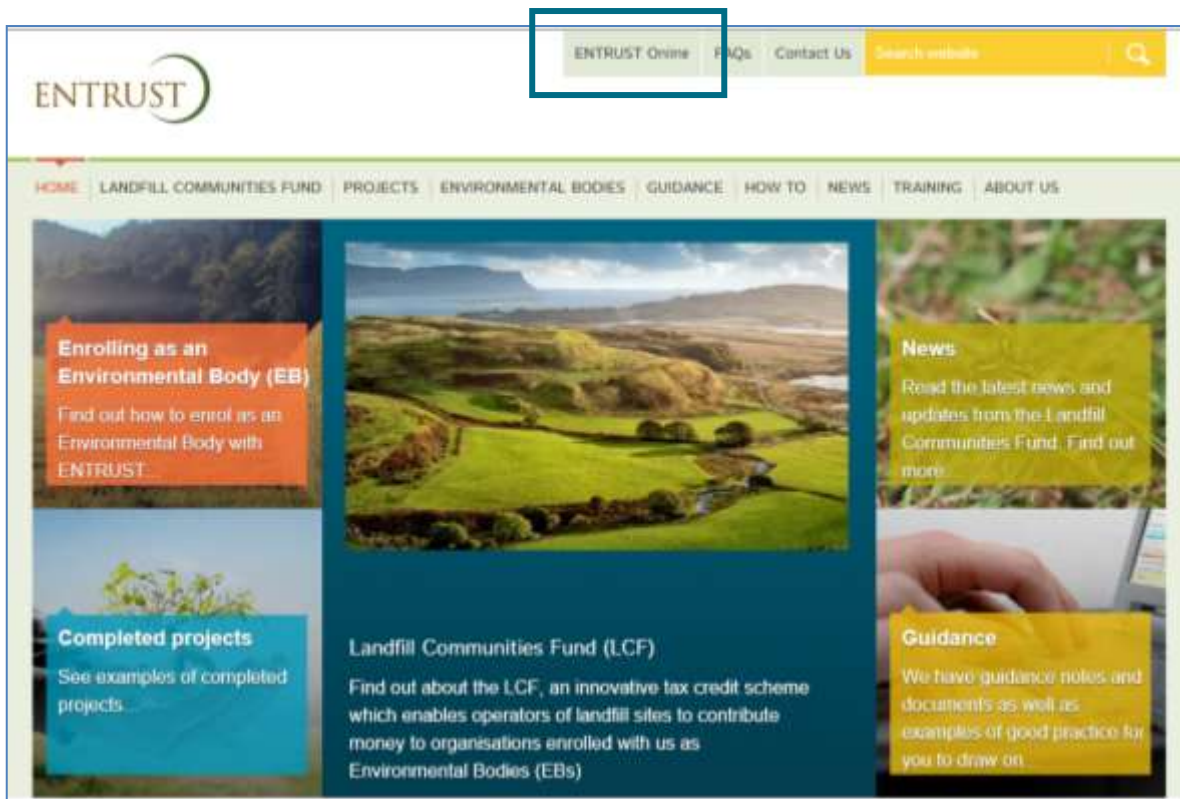 ENTRUST Online FAQs Contact Us Search website
ENTRUST
HOME LANDFILL COMMUNITIES FUND PROJECTS ENVIRONMENTAL BODIES GUIDANCE HOW TO NEWS TRAINING ABOUT US
Enrolling as an
Environmental Body (EB)
Find out how to enrol as an
Environmental Body with
ENTRUST...
Completed projects
See examples of completed
projects...
Landfill Communities Fund (LCF)
Find out about the LCF, an innovative tax credit scheme
which enables operators of landfill sites to contribute
money to organisations enrolled with us as
Environmental Bodies (EBs)
News
Read the latest news and
updates from the Landfill
Communities Fund. Find out
more...
Guidance
We have guidance notes and
documents as well as
examples of good practice for
you to draw on...